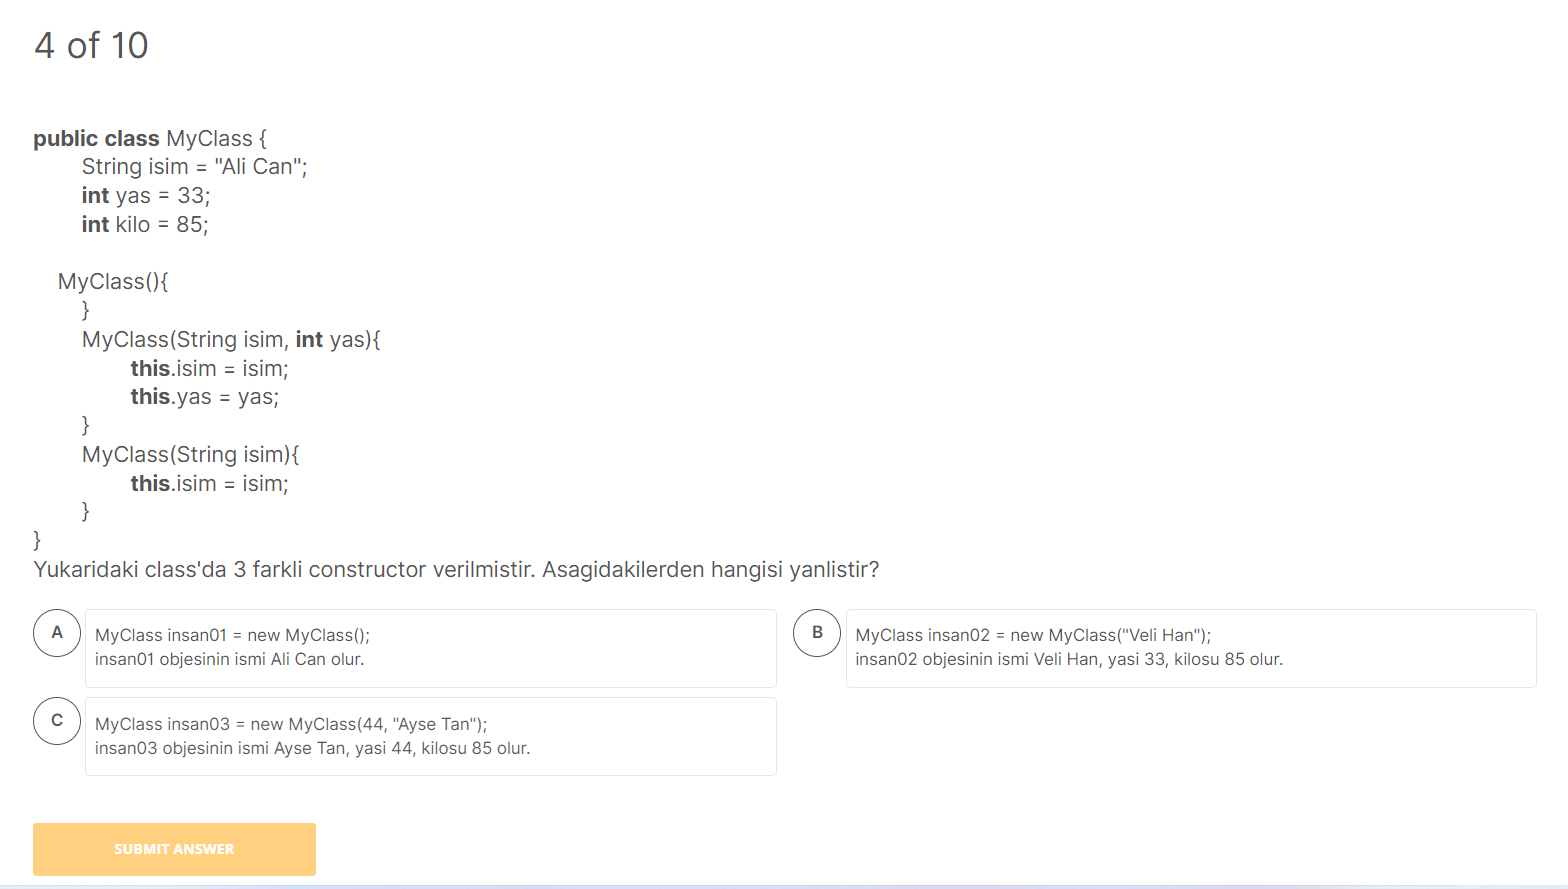 4 of 10
public class MyClass {
String isim = "Ali Can";
int yas = 33;
int kilo = 85;
MyClass(){
}
MyClass(String isim, int yas){
this.isim = isim;
this.yas = yas;
}
MyClass(String isim){
this.isim = isim;
}
}
Yukaridaki class'da 3 farkli constructor verilmistir. Asagidakilerden hangisi yanlistir?
A
MyClass insan01 = new MyClass();
insan01 objesinin ismi Ali Can olur.
B
MyClass insan02 = new MyClass("Veli Han");
insan02 objesinin ismi Veli Han, yasi 33, kilosu 85 olur.
C
MyClass insan03 = new MyClass(44, "Ayse Tan");
insan03 objesinin ismi Ayse Tan, yasi 44, kilosu 85 olur.
SUBMIT ANSWER